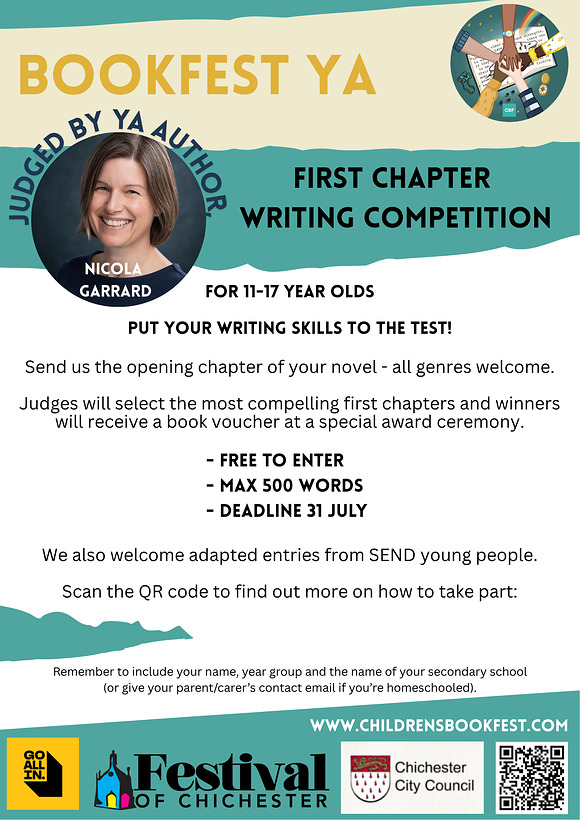 BOOKFEST YA
JUDGED BY YA AUTHOR,
NICOLA
GARRARD
FIRST CHAPTER
WRITING COMPETITION
FOR 11-17 YEAR OLDS
PUT YOUR WRITING SKILLS TO THE TEST!
Send us the opening chapter of your novel - all genres welcome.
Judges will select the most compelling first chapters and winners
will receive a book voucher at a special award ceremony.
- FREE TO ENTER
- MAX 500 WORDS
- DEADLINE 31 JULY
We also welcome adapted entries from SEND young people.
Scan the QR code to find out more on how to take part:
Remember to include your name, year group and the name of your secondary school
(or give your parent/carer's contact email if you're homeschooled).
WWW.CHILDRENSBOOKFEST.COM
GO
ALL
IN.
Festival
OF CHICHESTER
Chichester
City Council
CBF